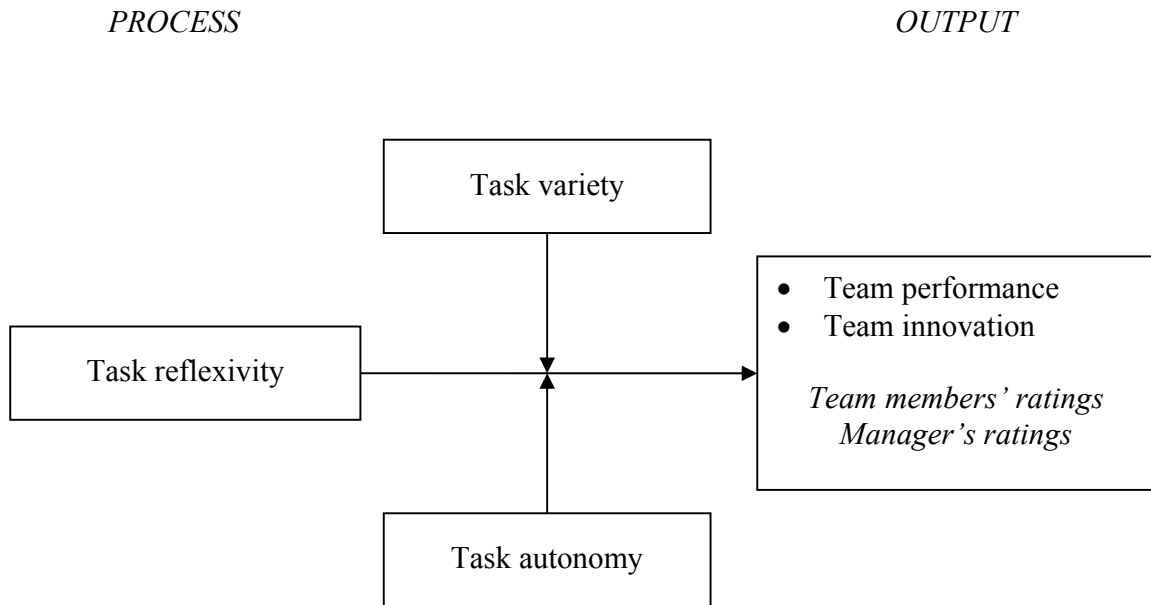 PROCESS
OUTPUT
Task variety
• Team performance
• Team innovation
Task reflexivity
Team members’ ratings
Manager’s ratings
Task autonomy